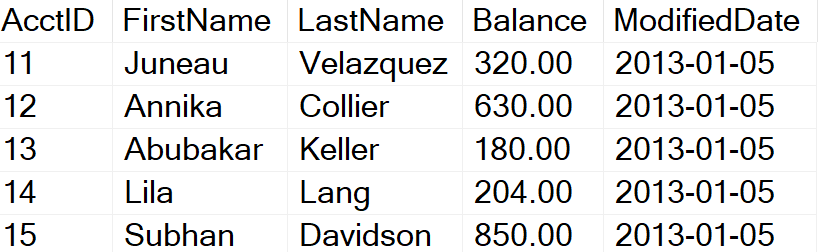 AcctID FirstName LastName Balance ModifiedDate
11 Juneau Velazquez 320.00 2013-01-05
12 Annika Collier 630.00 2013-01-05
13 Abubakar Keller 180.00 2013-01-05
14 Lila Lang 204.00 2013-01-05
15 Subhan Davidson 850.00 2013-01-05